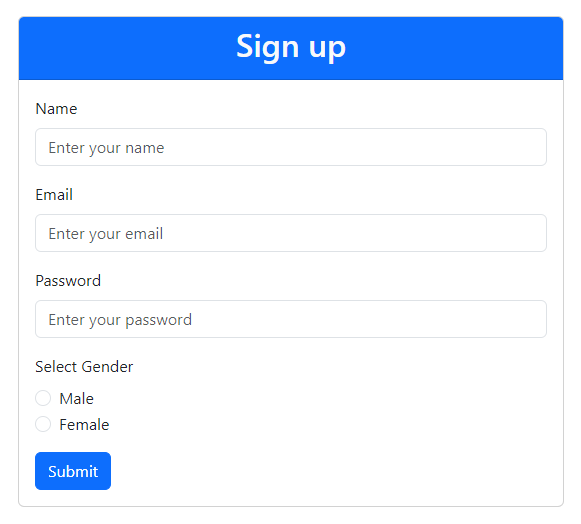 Sign up
Name
Enter your name
Email
Enter your email
Password
Enter your password
Select Gender
Male
Female
Submit